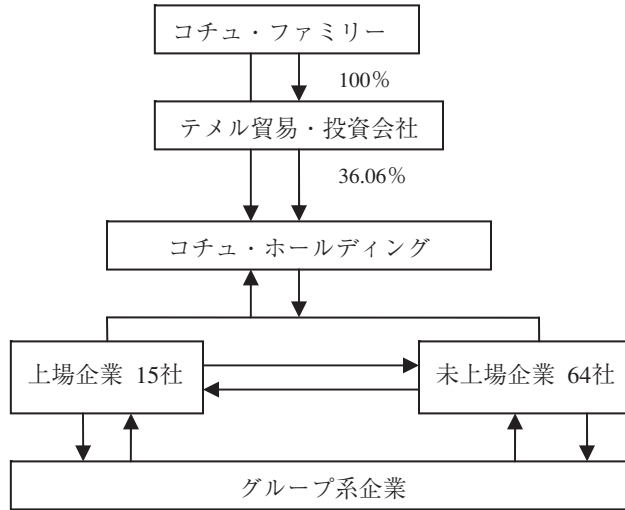 コチュ・ファミリー
100%
テメル貿易・投資会社
36.06%
コチュ・ホールディング
上場企業 15社
未上場企業 64社
グループ系企業